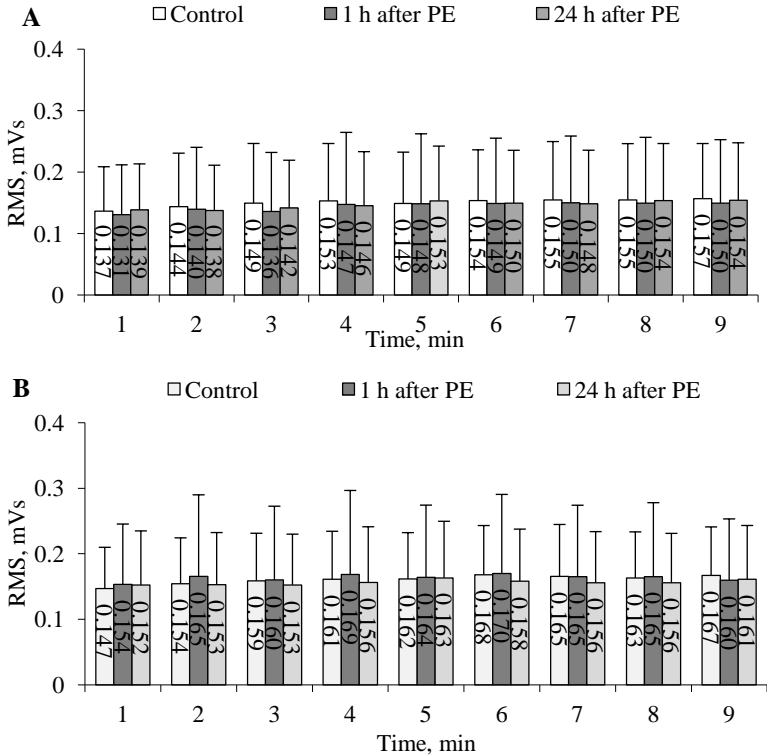 A
Control 1 h after PE 24 h after PE
0.4
0.3
0.2
0.1
0
RMS, mVs
0.137 0.131 0.139 0.144 0.140 0.138 0.149 0.136 0.142 0.153 0.147 0.146 0.149 0.148 0.153 0.154 0.149 0.150 0.155 0.150 0.148 0.155 0.150 0.154 0.157 0.150 0.154
1 2 3 4 5 6 7 8 9
Time, min
B
Control 1 h after PE 24 h after PE
0.4
0.3
0.2
0.1
0
RMS, mVs
0.147 0.154 0.152 0.154 0.165 0.153 0.159 0.160 0.153 0.161 0.169 0.156 0.162 0.164 0.163 0.168 0.170 0.158 0.165 0.165 0.156 0.163 0.165 0.156 0.167 0.160 0.161
1 2 3 4 5 6 7 8 9
Time, min